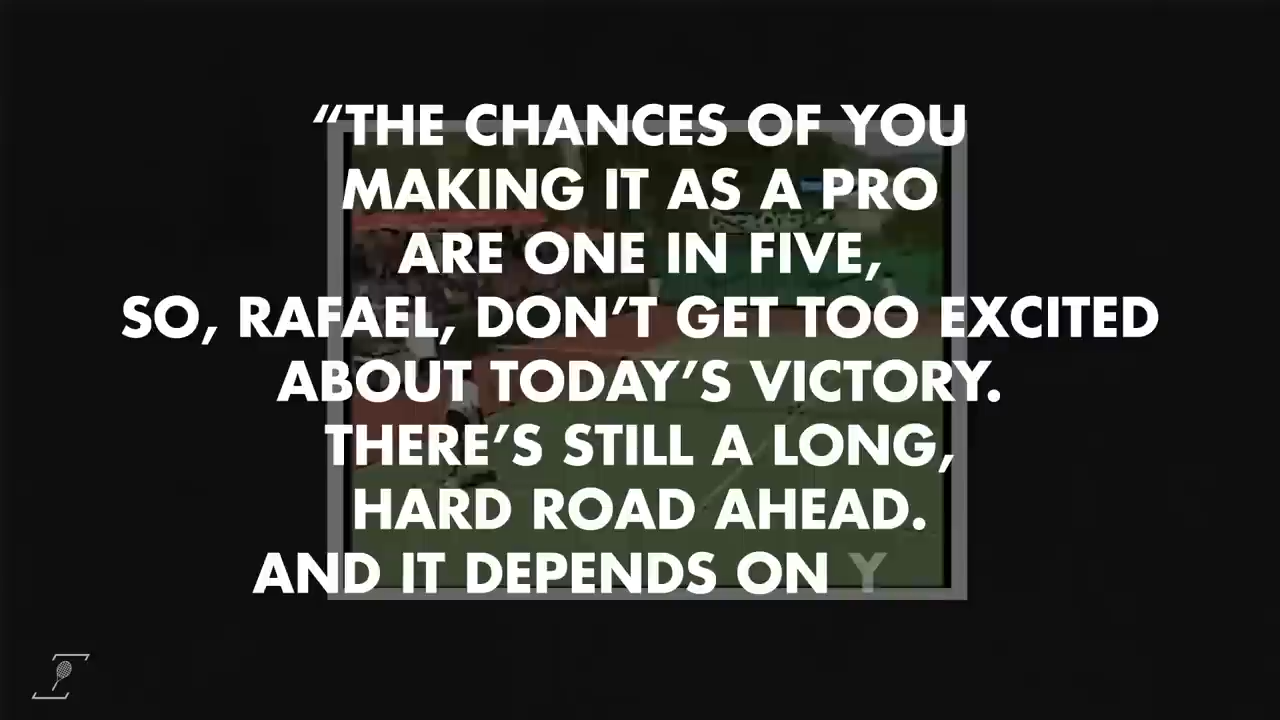 “THE CHANCES OF YOU
MAKING IT AS A PRO
ARE ONE IN FIVE,
SO, RAFAEL, DON’T GET TOO EXCITED
ABOUT TODAY’S VICTORY.
THERE’S STILL A LONG,
HARD ROAD AHEAD.
AND IT DEPENDS ON Y